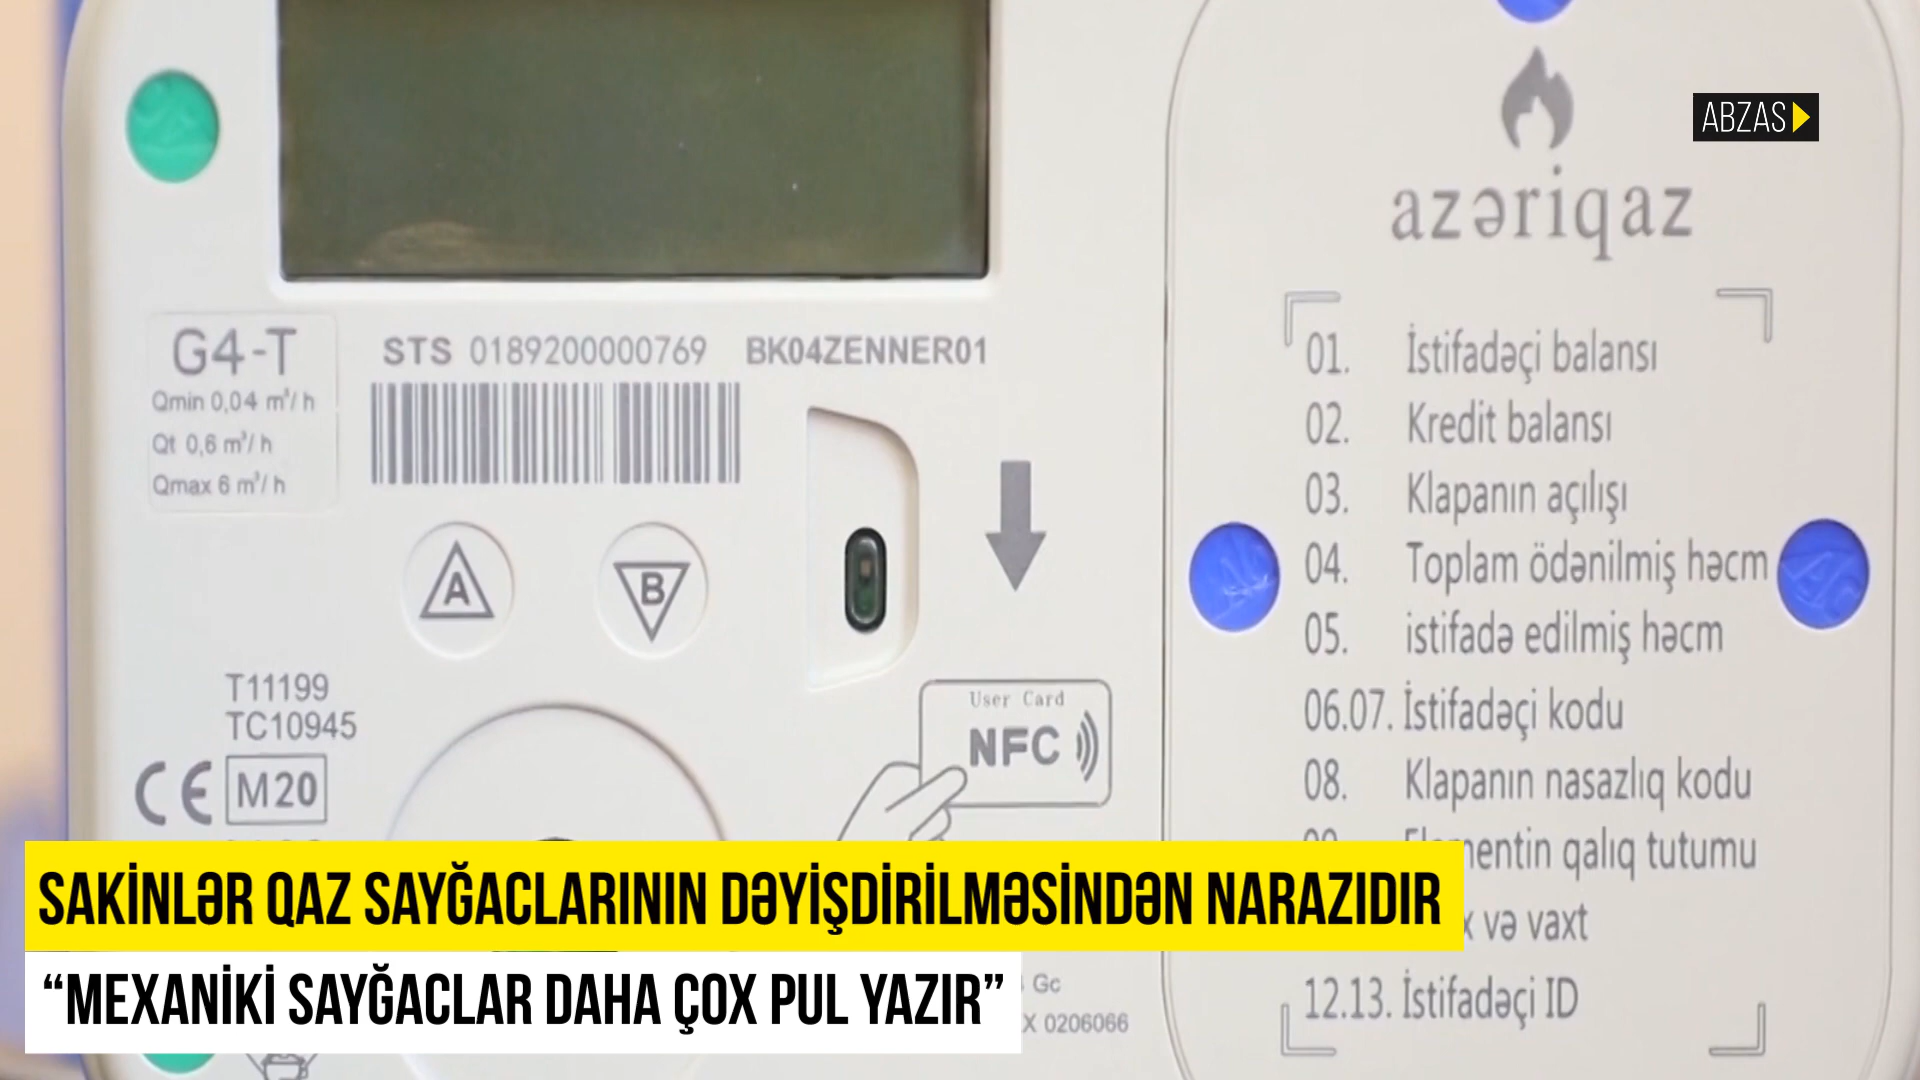 ABZAS
azəriqaz
G4-T
Qmin 0,04 m³/ h
Qt 0,6 m³/ h
Qmax 6 m³/ h
STS 0189200000769 BK04ZENNER01
A
B
01. İstifadəçi balansı
02. Kredit balansı
03. Klapanın açılışı
04. Toplam ödənilmiş həcm
05. istifadə edilmiş həcm
06.07. İstifadəçi kodu
08. Klapanın nasazlıq kodu
qalıq tutumu
və vaxt
12.13. İstifadəçi ID
T11199
TC10945
CE M20
User Card
NFC
SAKİNLƏR QAZ SAYĞACLARININ DƏYİŞDİRİLMƏSİNDƏN NARAZIDIR
“MEXANİKİ SAYĞACLAR DAHA ÇOX PUL YAZIR”
Gc
X 0206066